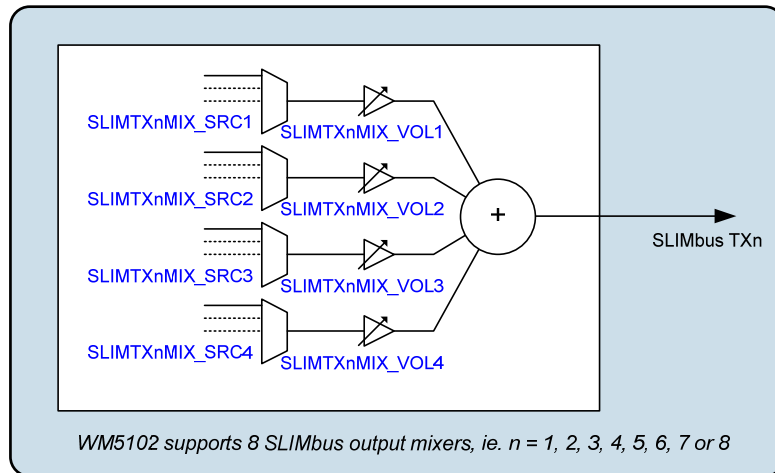 SLIMTXnMIX_SRC1
SLIMTXnMIX_VOL1
SLIMTXnMIX_SRC2
SLIMTXnMIX_VOL2
+
SLIMbus TXn
SLIMTXnMIX_SRC3
SLIMTXnMIX_VOL3
SLIMTXnMIX_SRC4
SLIMTXnMIX_VOL4
WM5102 supports 8 SLIMbus output mixers, ie. n = 1, 2, 3, 4, 5, 6, 7 or 8